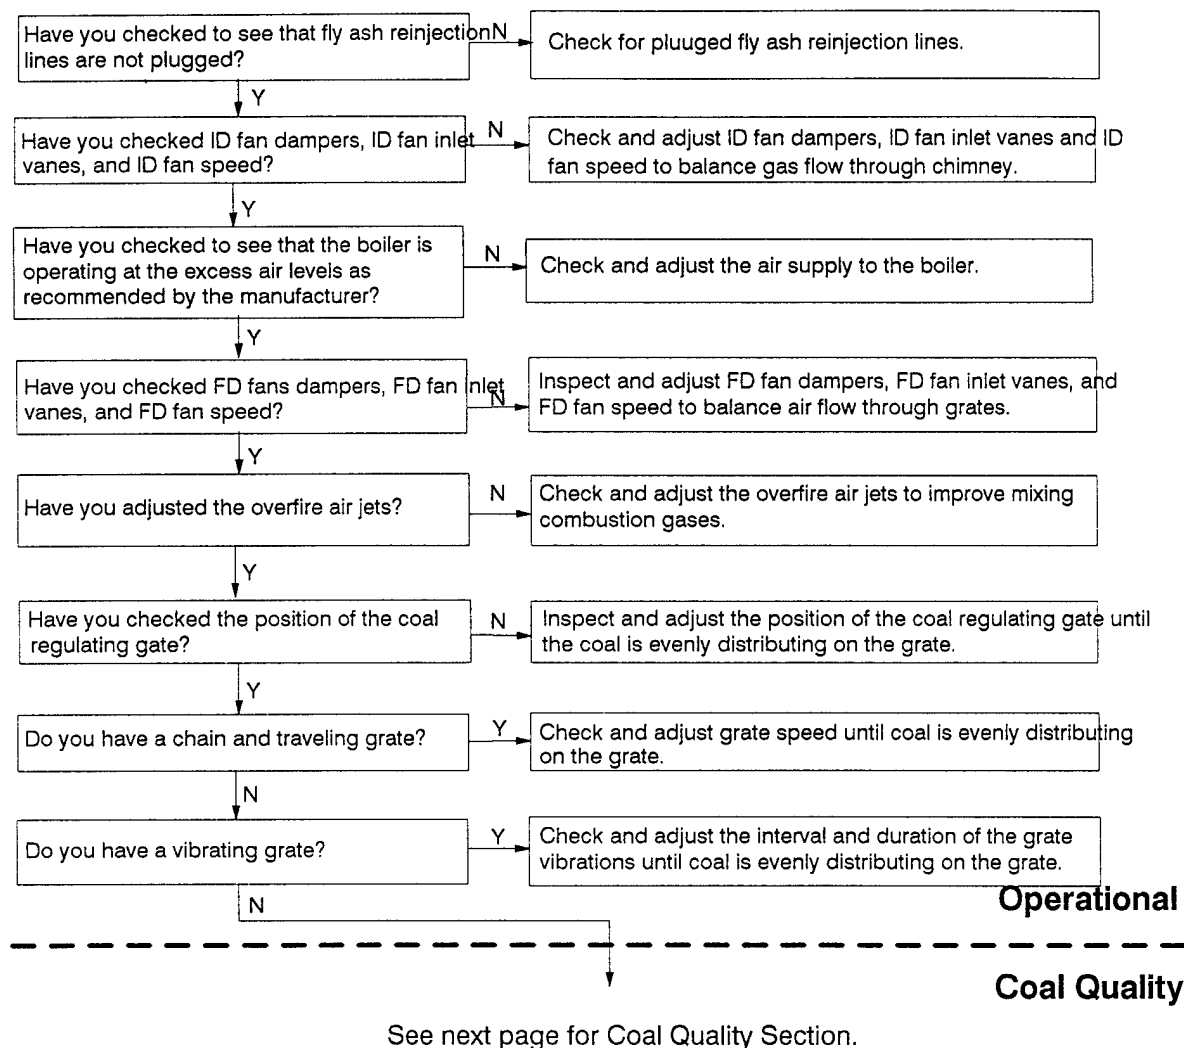 Have you checked to see that fly ash reinjection
lines are not plugged?
N
Check for pluuged fly ash reinjection lines.
Y
Have you checked ID fan dampers, ID fan inlet
vanes, and ID fan speed?
N
Check and adjust ID fan dampers, ID fan inlet vanes and ID
fan speed to balance gas flow through chimney.
Y
Have you checked to see that the boiler is
operating at the excess air levels as
recommended by the manufacturer?
N
Check and adjust the air supply to the boiler.
Y
Have you checked FD fans dampers, FD fan inlet
vanes, and FD fan speed?
N
Inspect and adjust FD fan dampers, FD fan inlet vanes, and
FD fan speed to balance air flow through grates.
Y
Have you adjusted the overfire air jets?
N
Check and adjust the overfire air jets to improve mixing
combustion gases.
Y
Have you checked the position of the coal
regulating gate?
N
Inspect and adjust the position of the coal regulating gate until
the coal is evenly distributing on the grate.
Y
Do you have a chain and traveling grate?
Y
Check and adjust grate speed until coal is evenly distributing
on the grate.
N
Do you have a vibrating grate?
Y
Check and adjust the interval and duration of the grate
vibrations until coal is evenly distributing on the grate.
N
Operational
Coal Quality
See next page for Coal Quality Section.